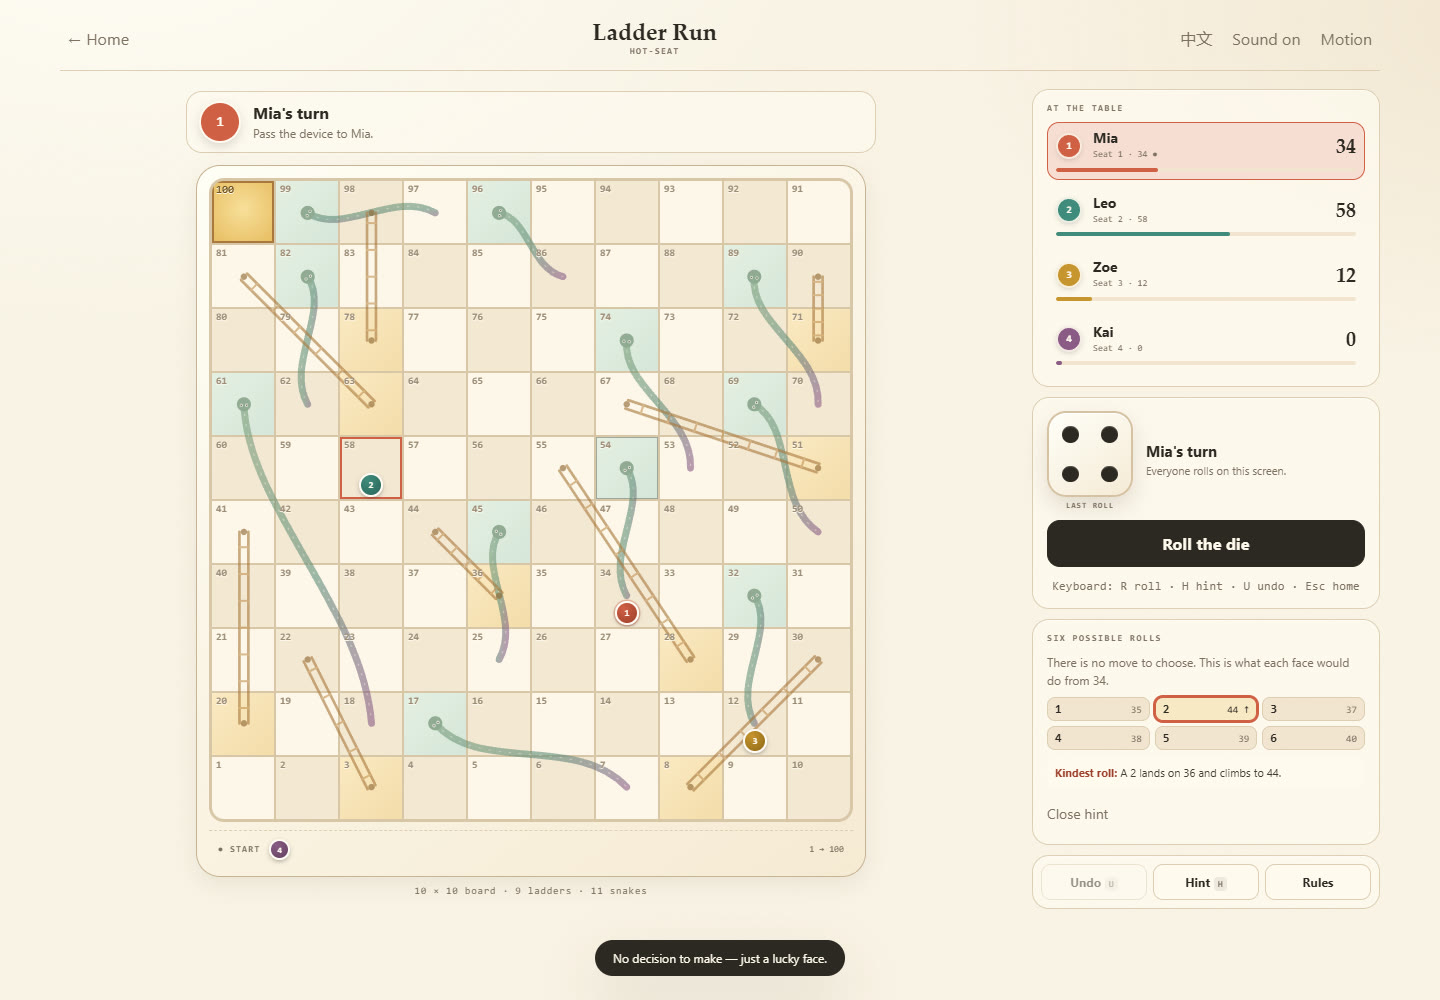 ← Home
Ladder Run
HOT-SEAT
中文 Sound on Motion
1
Mia's turn
Pass the device to Mia.
100 99 98 97 96 95 94 93 92 91
81 82 83 84 85 86 87 88 89 90
80 79 78 77 76 75 74 73 72 71
61 62 63 64 65 66 67 68 69 70
60 59 58 57 56 55 54 53 52 51
2
41 42 43 44 45 46 47 48 49 50
40 39 38 37 36 35 34 33 32 31
1
21 22 23 24 25 26 27 28 29 30
20 19 18 17 16 15 14 13 12 11
3
1 2 3 4 5 6 7 8 9 10
● START 4
1 → 100
10 × 10 board · 9 ladders · 11 snakes
AT THE TABLE
1 Mia 34
Seat 1 · 34 ●
2 Leo 58
Seat 2 · 58
3 Zoe 12
Seat 3 · 12
4 Kai 0
Seat 4 · 0
Mia's turn
Everyone rolls on this screen.
LAST ROLL
Roll the die
Keyboard: R roll · H hint · U undo · Esc home
SIX POSSIBLE ROLLS
There is no move to choose. This is what each face would
do from 34.
1 35 2 44 ↑ 3 37
4 38 5 39 6 40
Kindest roll: A 2 lands on 36 and climbs to 44.
Close hint
Undo U Hint H Rules
No decision to make — just a lucky face.